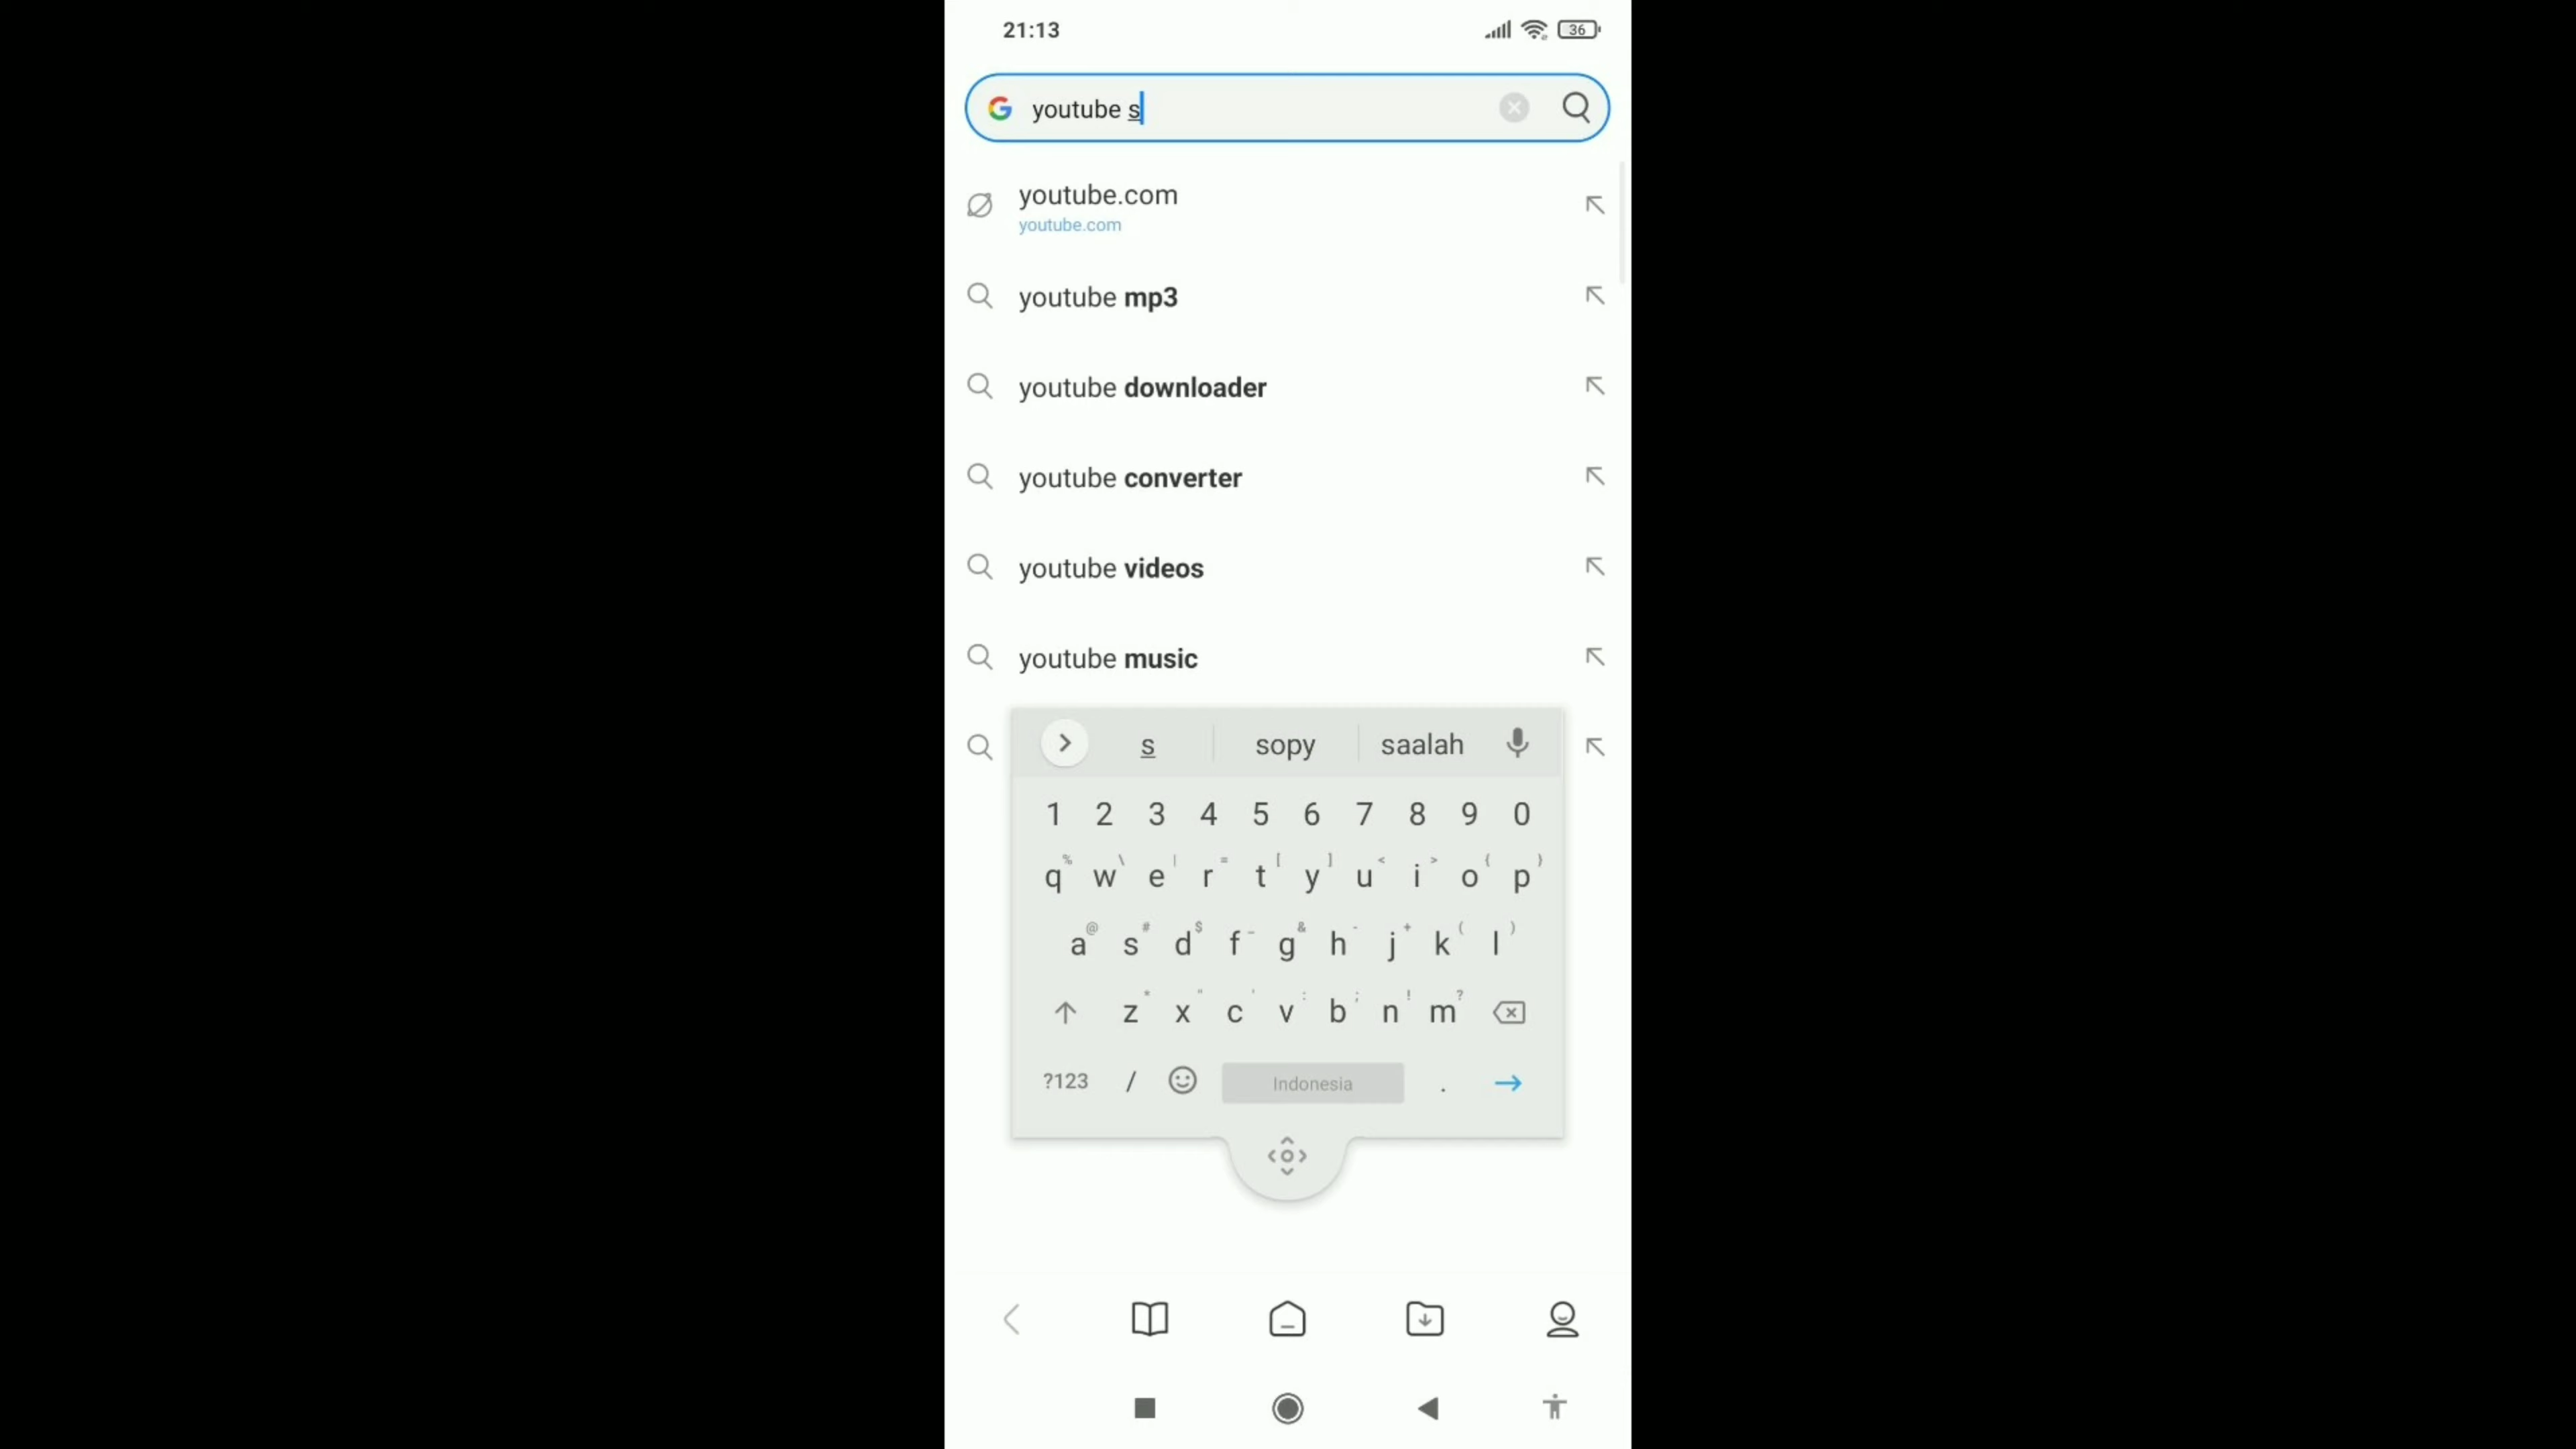 21:13
36
youtube s
youtube.com
youtube.com
youtube mp3
youtube downloader
youtube converter
youtube videos
youtube music
s sopy saalah
1 2 3 4 5 6 7 8 9 0
% \ | = [ ] < > { }
q w e r t y u i o p
@ # $ _ & - + ( )
a s d f g h j k l
* " ' : ; ! ?
z x c v b n m
?123 / Indonesia .